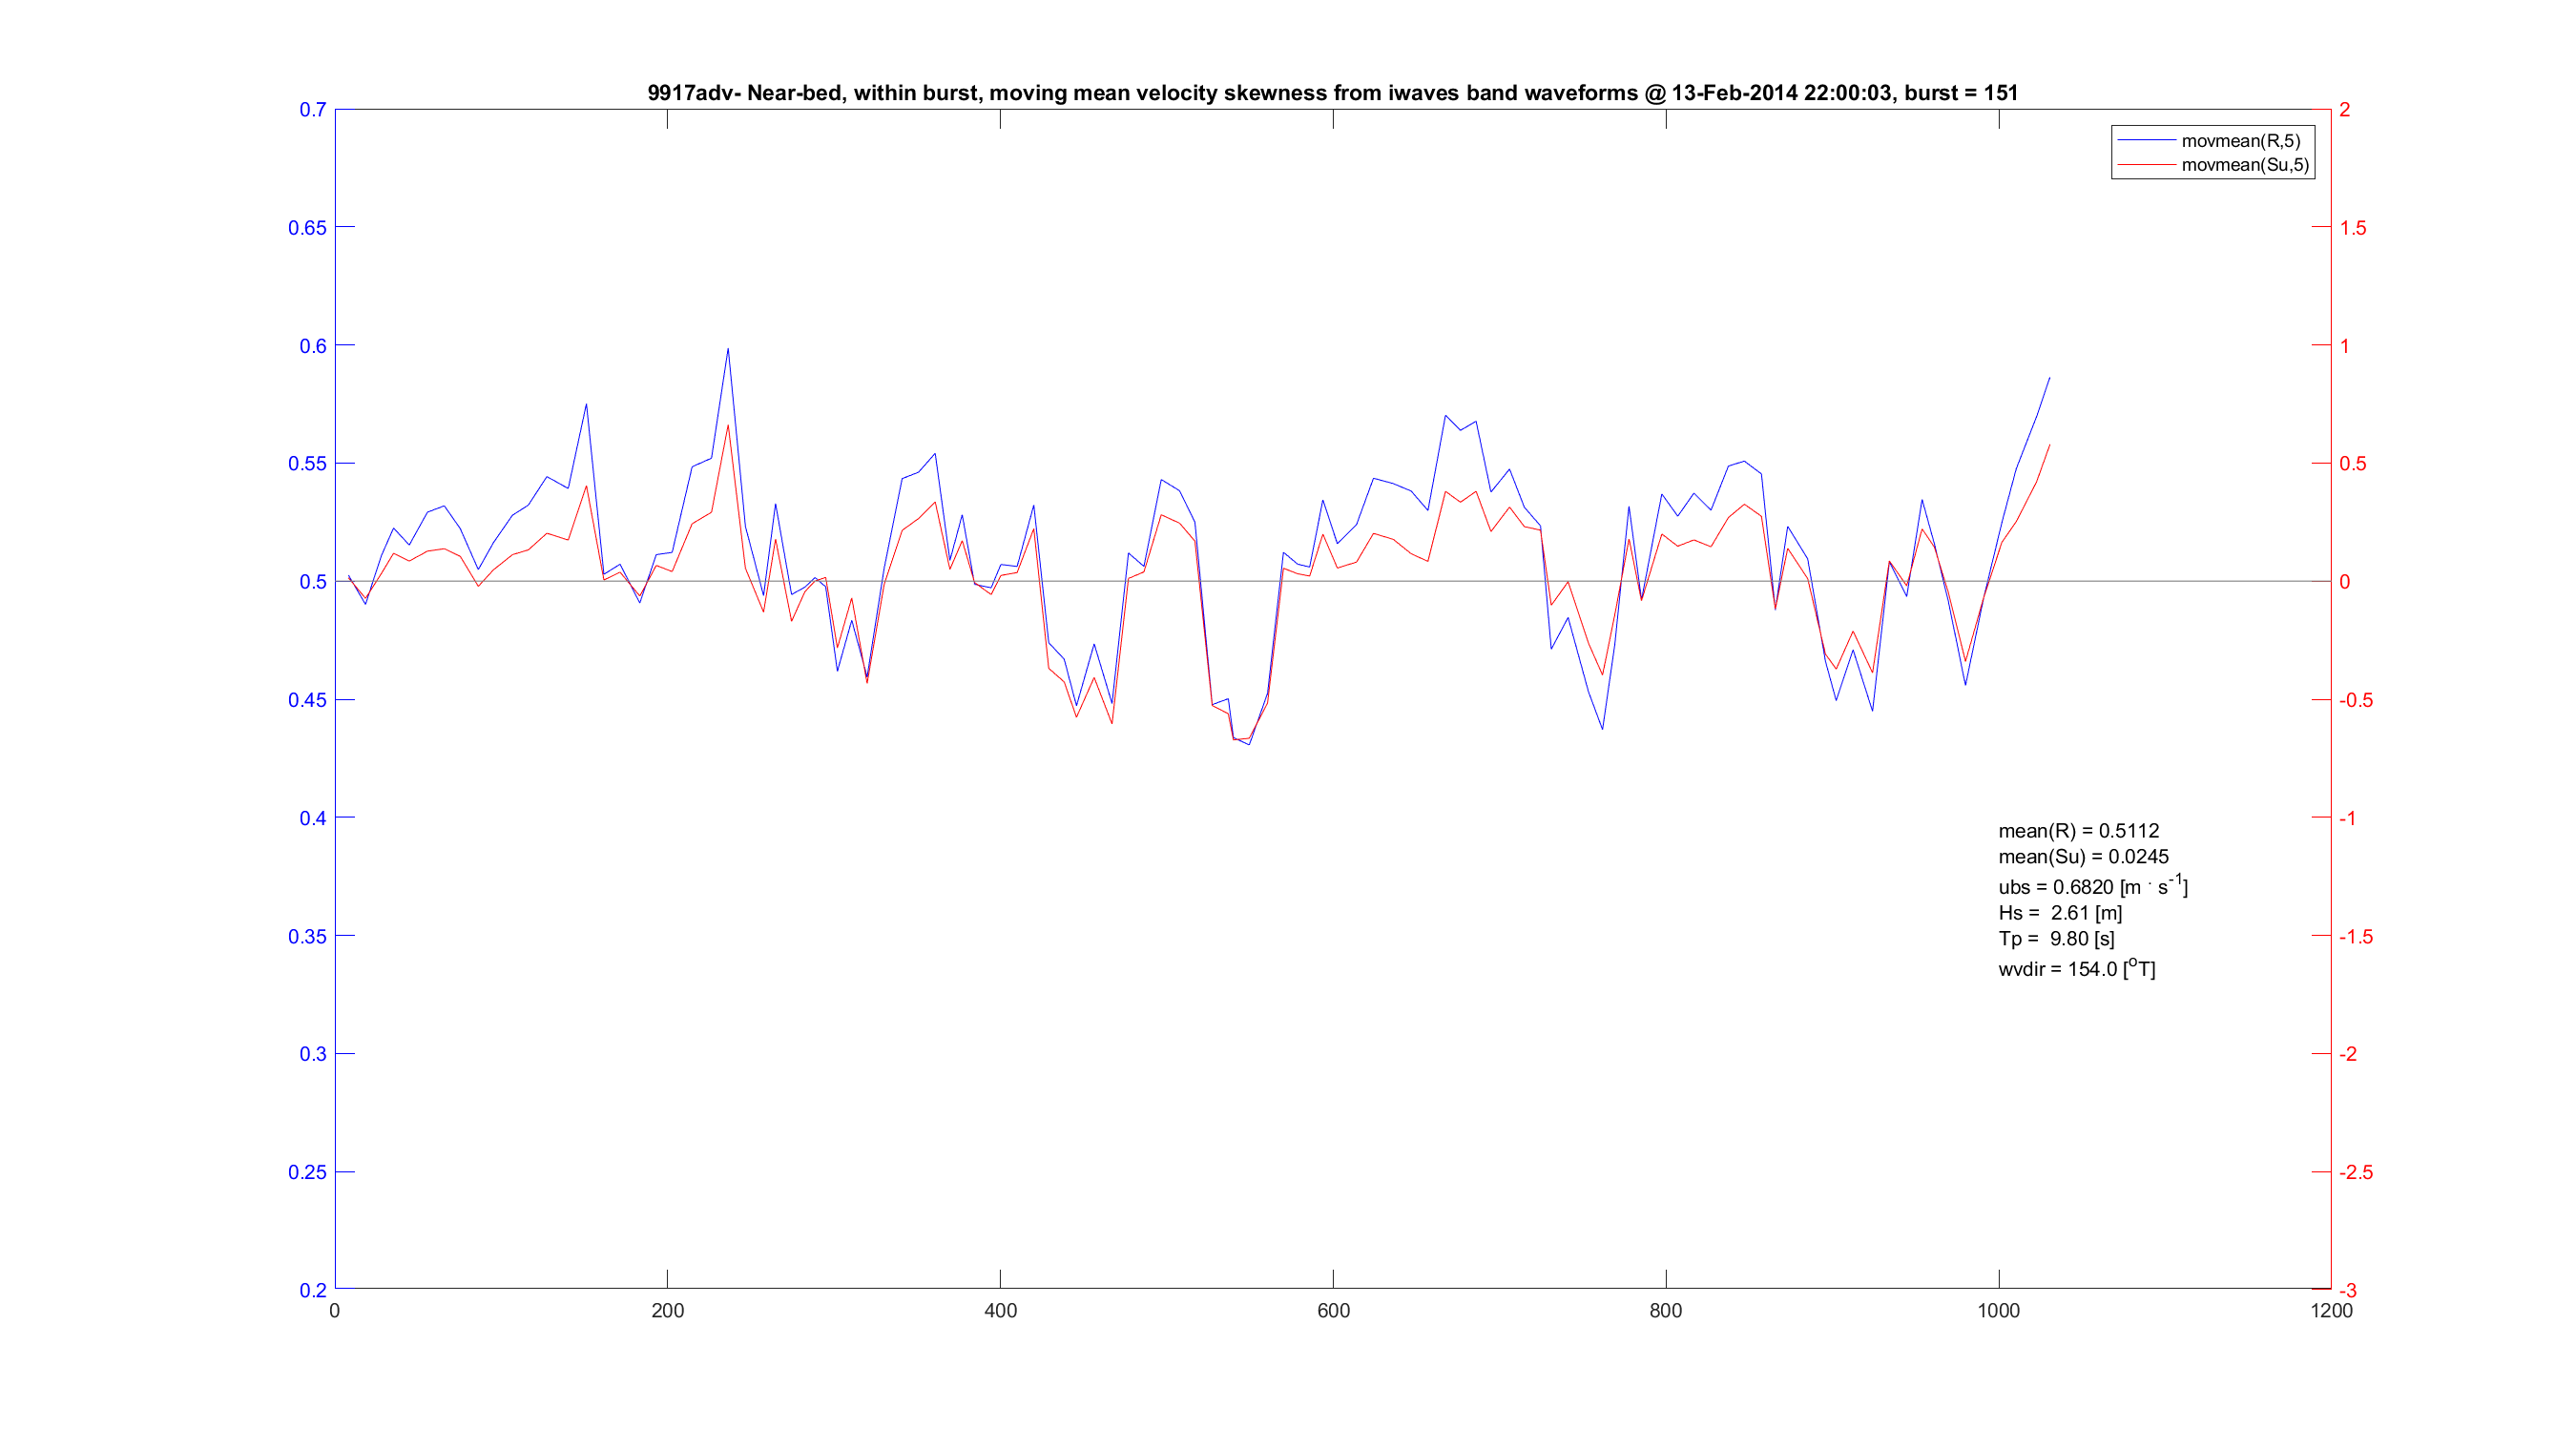 9917adv- Near-bed, within burst, moving mean velocity skewness from iwaves band waveforms @ 13-Feb-2014 22:00:03, burst = 151
movmean(R,5)
movmean(Su,5)
0.7
0.65
0.6
0.55
0.5
0.45
0.4
0.35
0.3
0.25
0.2
2
1.5
1
0.5
0
-0.5
-1
-1.5
-2
-2.5
-3
mean(R) = 0.5112
mean(Su) = 0.0245
ubs = 0.6820 [m · s-1]
Hs = 2.61 [m]
Tp = 9.80 [s]
wvdir = 154.0 [oT]
0 200 400 600 800 1000 1200